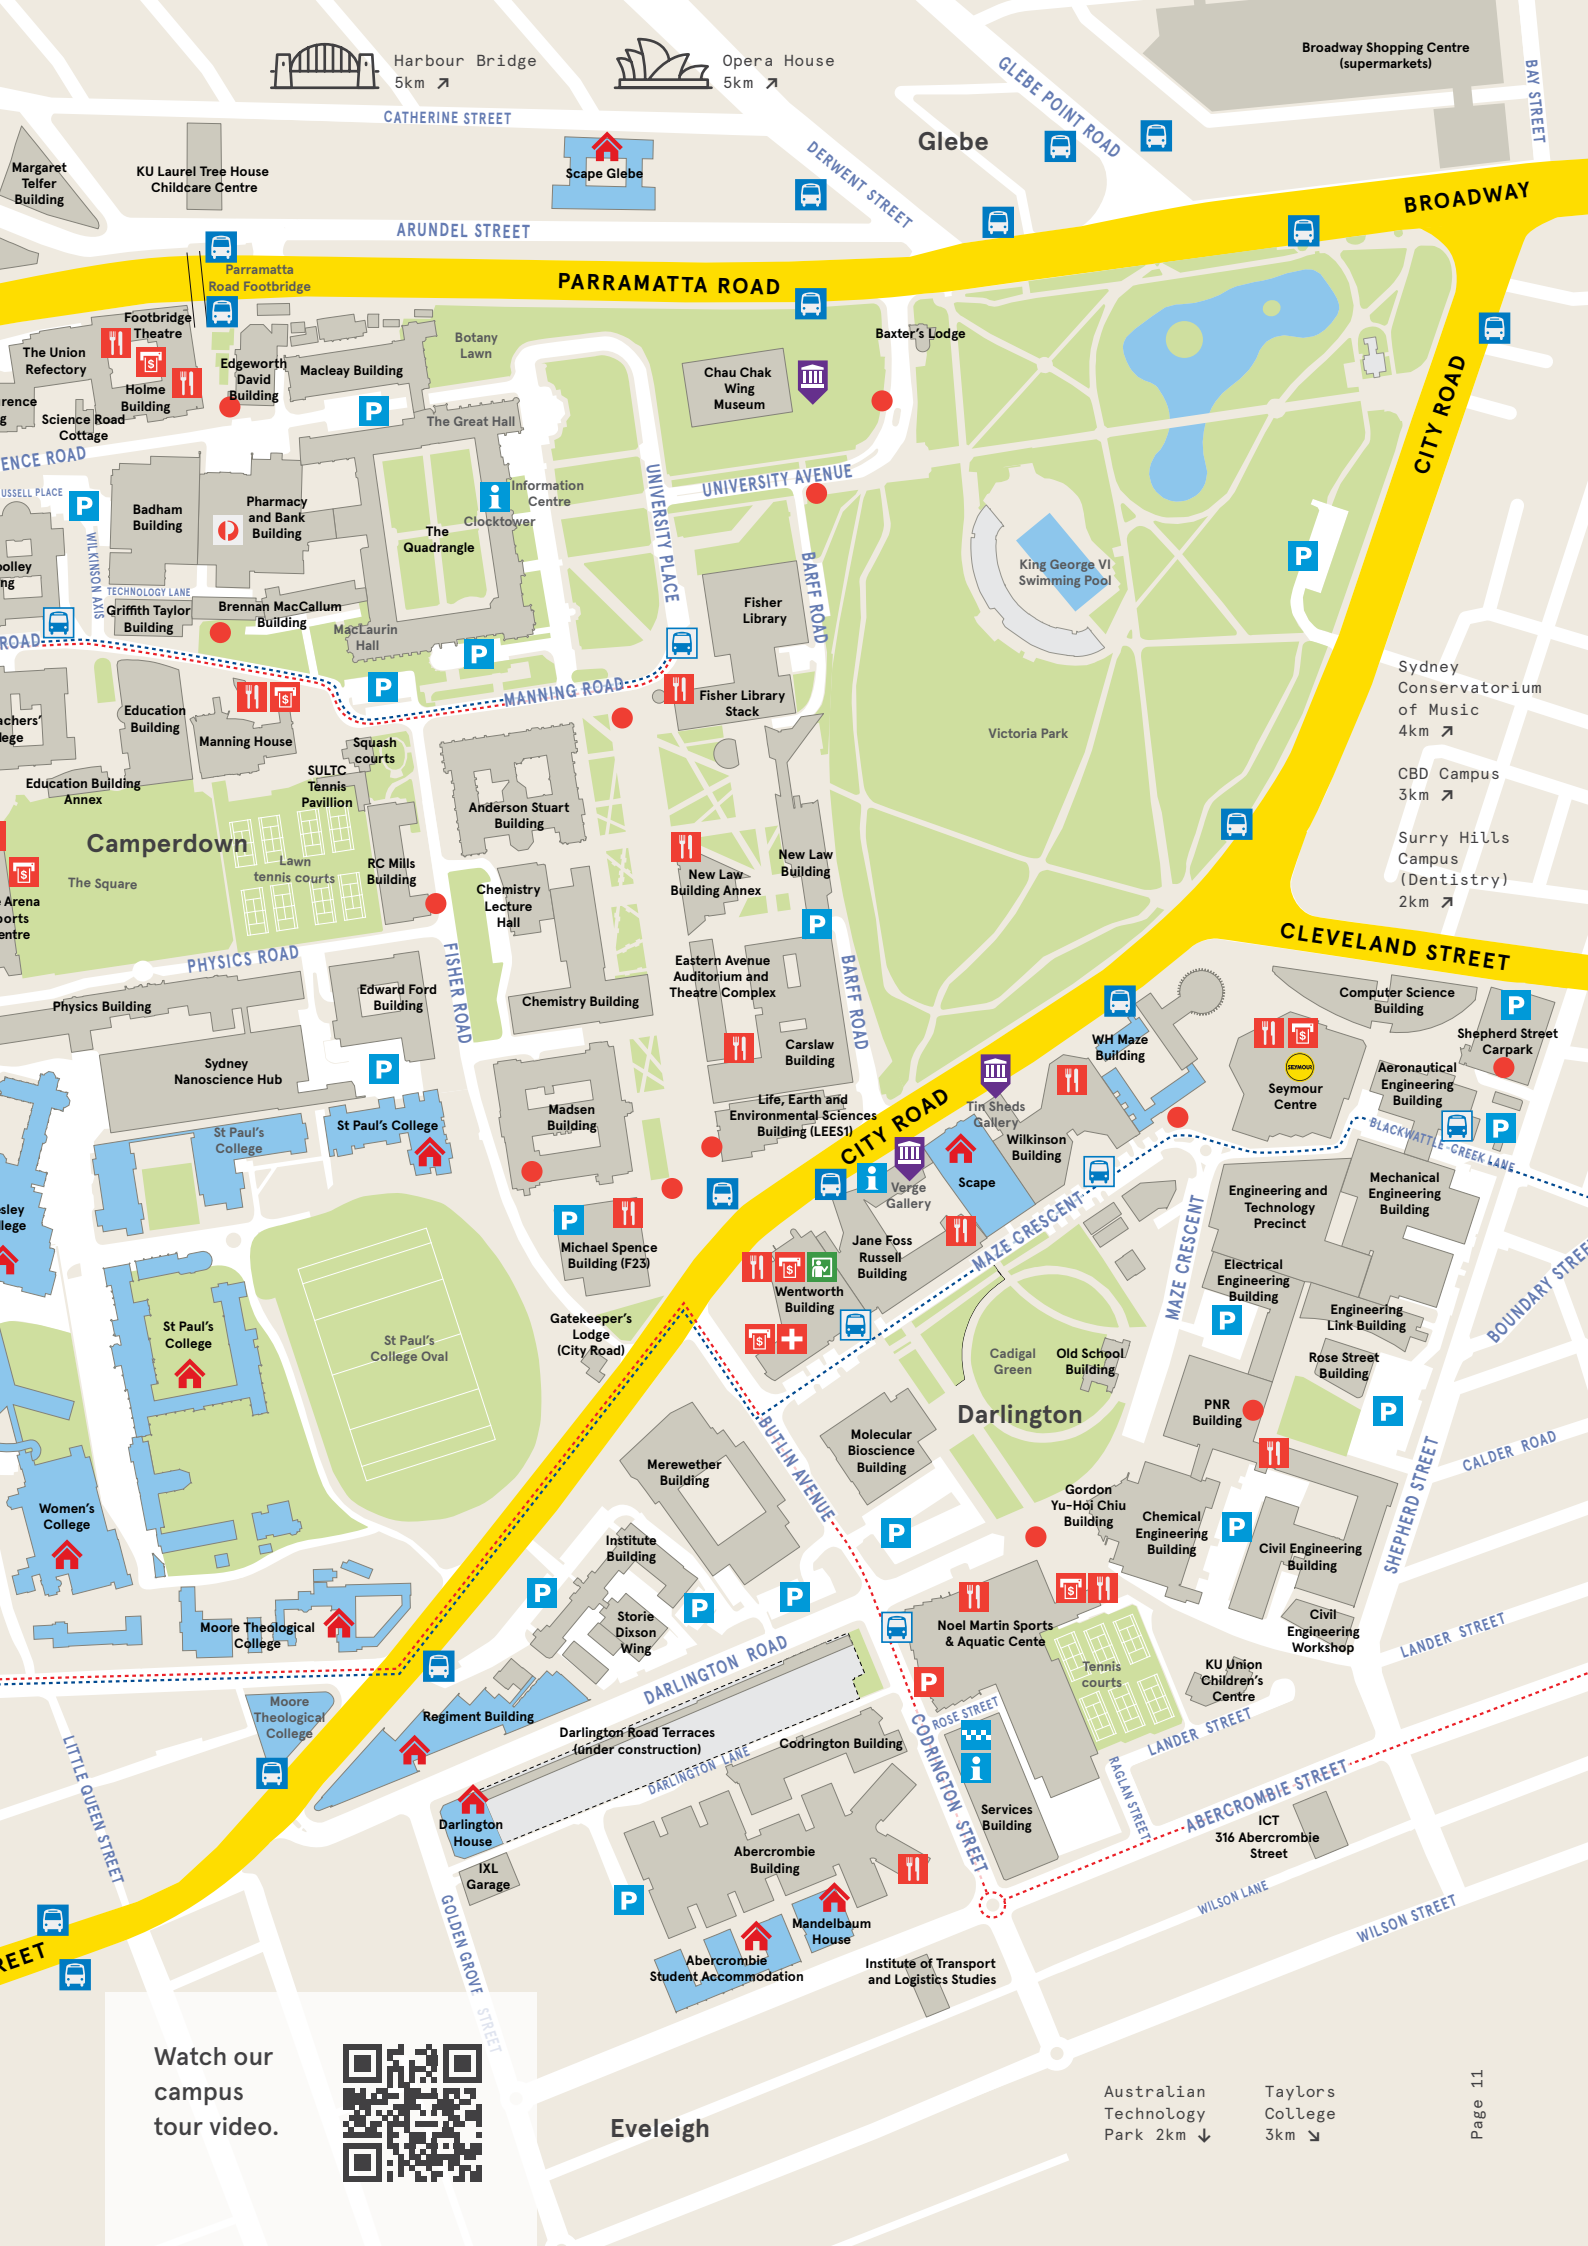 Harbour Bridge
5km ↗
Opera House
5km ↗
Broadway Shopping Centre
(supermarkets)
BAY STREET
GLEBE POINT ROAD
CATHERINE STREET
Glebe
DERWENT STREET
Margaret
Telfer
Building
KU Laurel Tree House
Childcare Centre
Scape Glebe
BROADWAY
ARUNDEL STREET
Parramatta
Road Footbridge
PARRAMATTA ROAD
Footbridge
Theatre
The Union
Refectory
Holme
Building
Edgeworth
David
Building
Macleay Building
Botany
Lawn
Baxter's Lodge
Chau Chak
Wing
Museum
CITY ROAD
Science Road
Cottage
The Great Hall
ENCE ROAD
USSELL PLACE
WILKINSON AXIS
Badham
Building
Pharmacy
and Bank
Building
Information
Centre
Clocktower
The
Quadrangle
UNIVERSITY PLACE
UNIVERSITY AVENUE
BARFF ROAD
King George VI
Swimming Pool
TECHNOLOGY LANE
Griffith Taylor
Building
Brennan MacCallum
Building
MacLaurin
Hall
Fisher
Library
ROAD
MANNING ROAD
Fisher Library
Stack
Education
Building
Manning House
Squash
courts
SULTC
Tennis
Pavillion
Education Building
Annex
Victoria Park
Sydney
Conservatorium
of Music
4km ↗
CBD Campus
3km ↗
Surry Hills
Campus
(Dentistry)
2km ↗
Camperdown
The Square
Lawn
tennis courts
RC Mills
Building
Anderson Stuart
Building
Chemistry
Lecture
Hall
New Law
Building Annex
New Law
Building
Arena
ports
entre
PHYSICS ROAD
FISHER ROAD
BARFF ROAD
CLEVELAND STREET
Physics Building
Edward Ford
Building
Chemistry Building
Eastern Avenue
Auditorium and
Theatre Complex
Carslaw
Building
Computer Science
Building
Shepherd Street
Carpark
WH Maze
Building
Sydney
Nanoscience Hub
Aeronautical
Engineering
Building
SEYMOUR
Seymour
Centre
Madsen
Building
Life, Earth and
Environmental Sciences
Building (LEES1)
CITY ROAD
Tin Sheds
Gallery
Wilkinson
Building
BLACKWATTLE CREEK LANE
St Paul's
College
St Paul's College
Scape
Verge
Gallery
Mechanical
Engineering
Building
Engineering and
Technology
Precinct
sley
llege
Michael Spence
Building (F23)
Jane Foss
Russell
Building
MAZE CRESCENT
MAZE CRESCENT
Electrical
Engineering
Building
Engineering
Link Building
BOUNDARY STREET
Wentworth
Building
Gatekeeper's
Lodge
(City Road)
St Paul's
College
St Paul's
College Oval
Cadigal
Green
Old School
Building
Rose Street
Building
PNR
Building
Darlington
BUTLIN AVENUE
Molecular
Bioscience
Building
Merewether
Building
CALDER ROAD
SHEPHERD STREET
Women's
College
Gordon
Yu-Hoi Chiu
Building
Chemical
Engineering
Building
Civil Engineering
Building
Institute
Building
Storie
Dixson
Wing
Moore Theological
College
Noel Martin Sports
& Aquatic Cente
Civil
Engineering
Workshop
LANDER STREET
DARLINGTON ROAD
Tennis
courts
KU Union
Children's
Centre
Moore
Theological
College
Regiment Building
Darlington Road Terraces
(under construction)
DARLINGTON LANE
Codrington Building
ROSE STREET
LANDER STREET
CODRINGTON STREET
LITTLE QUEEN STREET
RAGLAN STREET
ABERCROMBIE STREET
Darlington
House
Services
Building
ICT
316 Abercrombie
Street
IXL
Garage
Abercrombie
Building
WILSON LANE
WILSON STREET
GOLDEN GROVE STREET
Mandelbaum
House
Abercrombie
Student Accommodation
Institute of Transport
and Logistics Studies
REET
Watch our
campus
tour video.
Eveleigh
Australian
Technology
Park 2km ↓
Taylors
College
3km ↘
Page 11